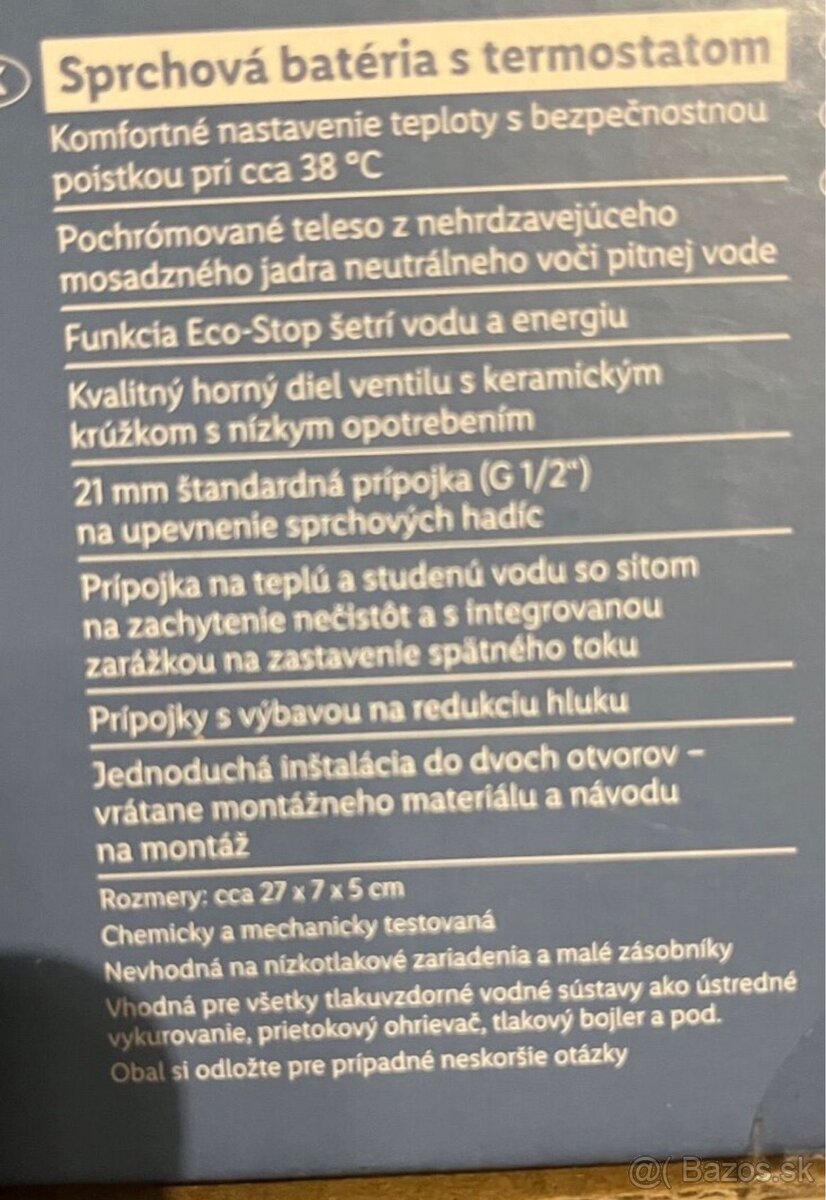 Sprchová batéria s termostatom
Komfortné nastavenie teploty s bezpečnostnou
poistkou pri cca 38 °C
Pochrómované teleso z nehrdzavejúceho
mosadzného jadra neutrálneho voči pitnej vode
Funkcia Eco-Stop šetrí vodu a energiu
Kvalitný horný diel ventilu s keramickým
krúžkom s nízkym opotrebením
21 mm štandardná prípojka (G 1/2“)
na upevnenie sprchových hadíc
Prípojka na teplú a studenú vodu so sitom
na zachytenie nečistôt a s integrovanou
zarážkou na zastavenie spätného toku
Prípojky s výbavou na redukciu hluku
Jednoduchá inštalácia do dvoch otvorov –
vrátane montážneho materiálu a návodu
na montáž
Rozmery: cca 27 x 7 x 5 cm
Chemicky a mechanicky testovaná
Nevhodná na nízkotlakové zariadenia a malé zásobníky
Vhodná pre všetky tlakuvzdorné vodné sústavy ako ústredné
vykurovanie, prietokový ohrievač, tlakový bojler a pod.
Obal si odložte pre prípadné neskoršie otázky
@( Bazos.sk